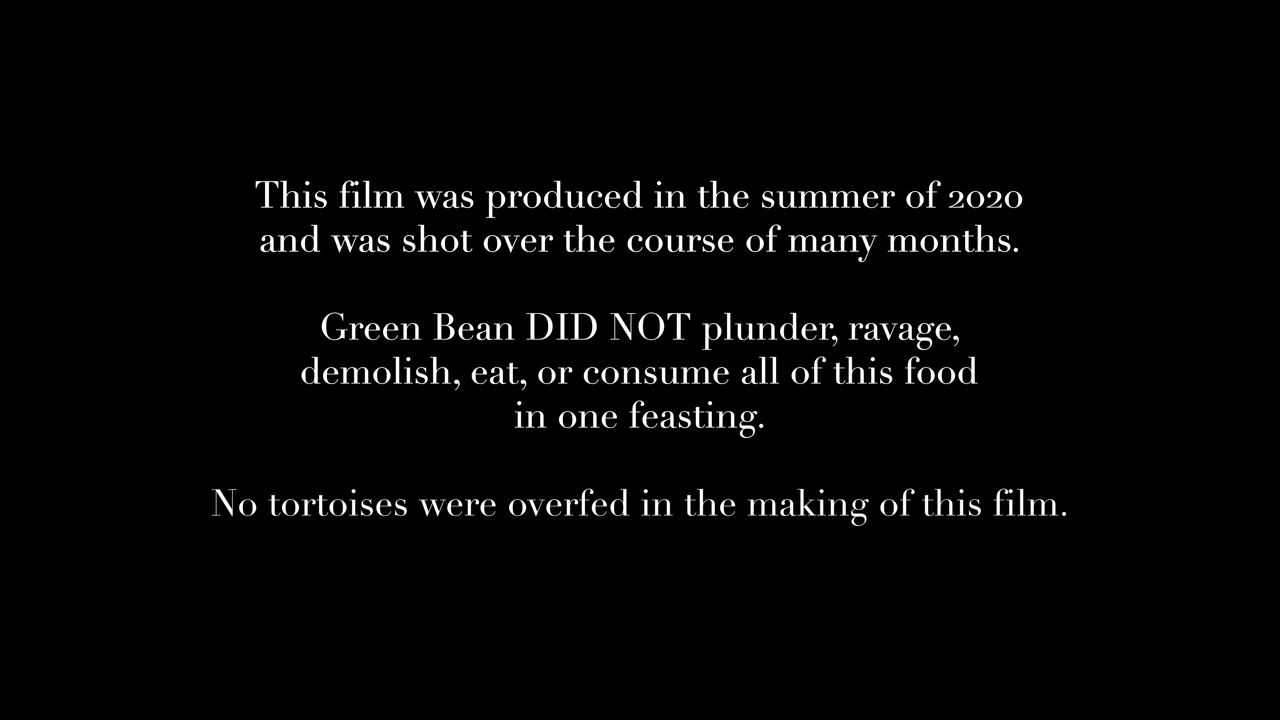 This film was produced in the summer of 2020
and was shot over the course of many months.
Green Bean DID NOT plunder, ravage,
demolish, eat, or consume all of this food
in one feasting.
No tortoises were overfed in the making of this film.